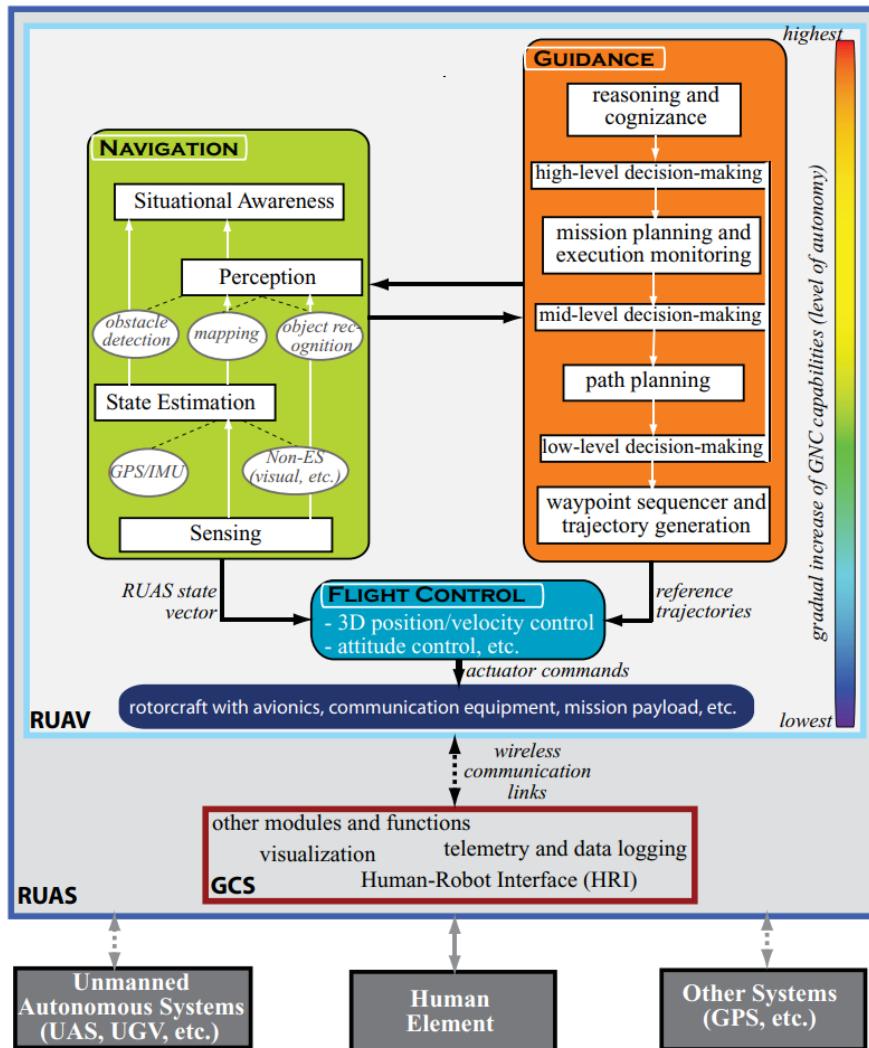 highest
GUIDANCE
reasoning and
cognizance
high-level decision-making
mission planning and
execution monitoring
mid-level decision-making
path planning
low-level decision-making
waypoint sequencer and
trajectory generation
NAVIGATION
Situational Awareness
Perception
obstacle
detection
mapping
object rec-
ognition
State Estimation
GPS/IMU
Non-ES
(visual, etc.)
Sensing
gradual increase of GNC capabilities (level of autonomy)
lowest
RUAS state
vector
FLIGHT CONTROL
- 3D position/velocity control
- attitude control, etc.
reference
trajectories
actuator commands
rotorcraft with avionics, communication equipment, mission payload, etc.
RUAV
wireless
communication
links
other modules and functions
visualization
telemetry and data logging
Human-Robot Interface (HRI)
GCS
RUAS
Unmanned
Autonomous Systems
(UAS, UGV, etc.)
Human
Element
Other Systems
(GPS, etc.)